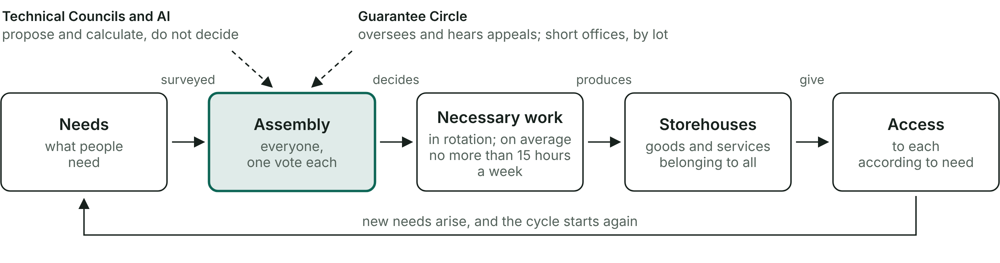 Technical Councils and AI
propose and calculate, do not decide
Guarantee Circle
oversees and hears appeals; short offices, by lot
surveyed
decides
produces
give
Needs
what people
need
Assembly
everyone,
one vote each
Necessary work
in rotation; on average
no more than 15 hours
a week
Storehouses
goods and services
belonging to all
Access
to each
according to need
new needs arise, and the cycle starts again